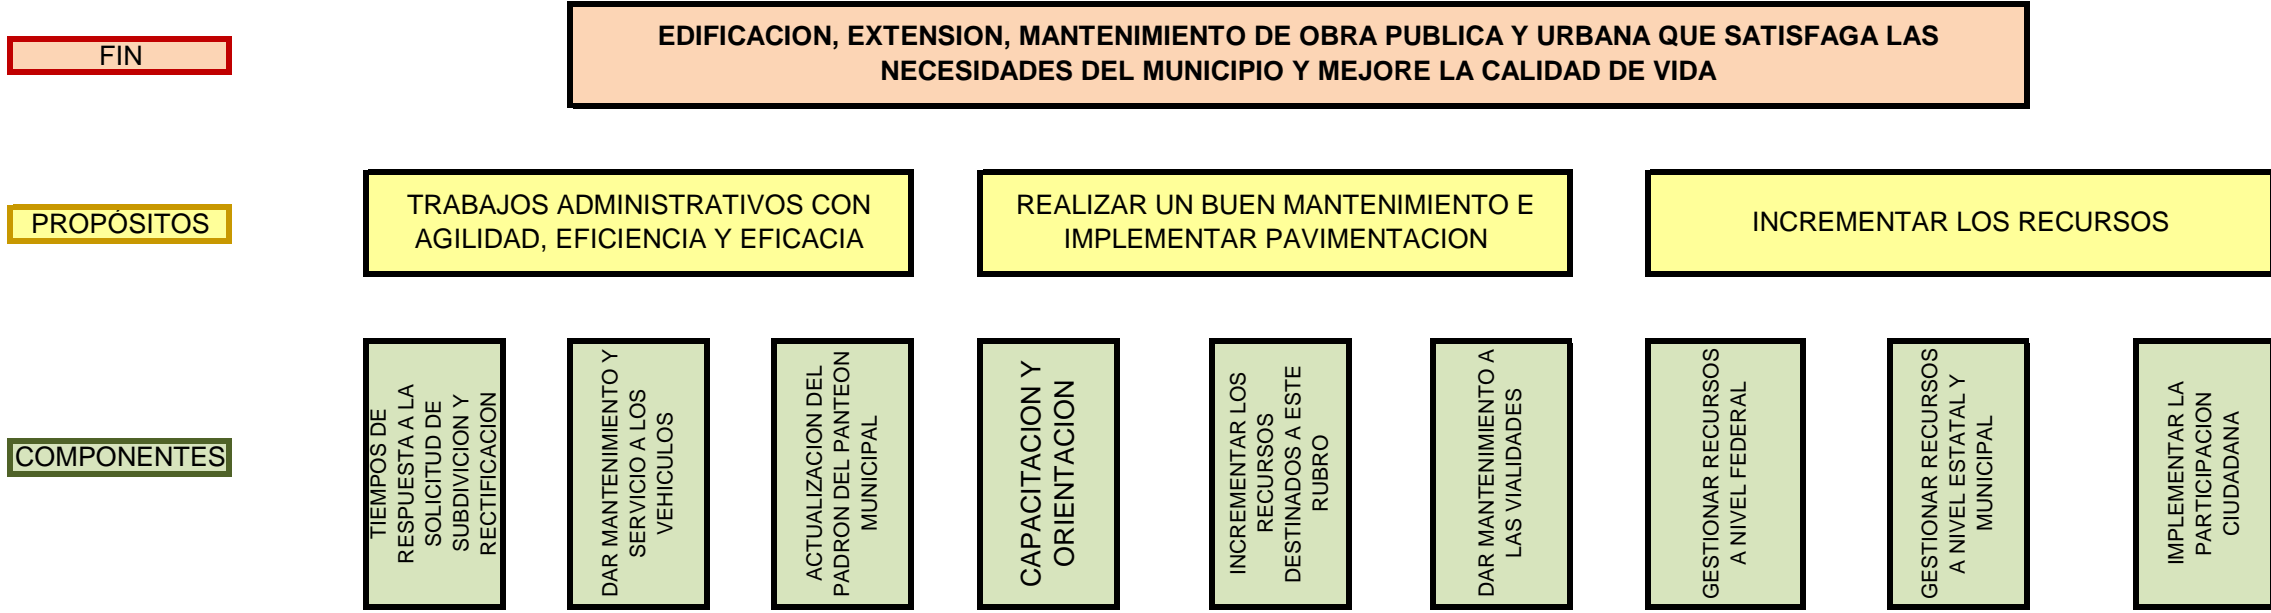 FIN
EDIFICACION, EXTENSION, MANTENIMIENTO DE OBRA PUBLICA Y URBANA QUE SATISFAGA LAS
NECESIDADES DEL MUNICIPIO Y MEJORE LA CALIDAD DE VIDA
PROPÓSITOS
TRABAJOS ADMINISTRATIVOS CON
AGILIDAD, EFICIENCIA Y EFICACIA
REALIZAR UN BUEN MANTENIMIENTO E
IMPLEMENTAR PAVIMENTACION
INCREMENTAR LOS RECURSOS
COMPONENTES
TIEMPOS DE
RESPUESTA A LA
SOLICITUD DE
SUBDIVICION Y
RECTIFICACION
DAR MANTENIMIENTO Y
SERVICIO A LOS
VEHICULOS
ACTUALIZACION DEL
PADRON DEL PANTEON
MUNICIPAL
CAPACITACION Y
ORIENTACION
INCREMENTAR LOS
RECURSOS
DESTINADOS A ESTE
RUBRO
DAR MANTENIMIENTO A
LAS VIALIDADES
GESTIONAR RECURSOS
A NIVEL FEDERAL
GESTIONAR RECURSOS
A NIVEL ESTATAL Y
MUNICIPAL
IMPLEMENTAR LA
PARTICIPACION
CIUDADANA